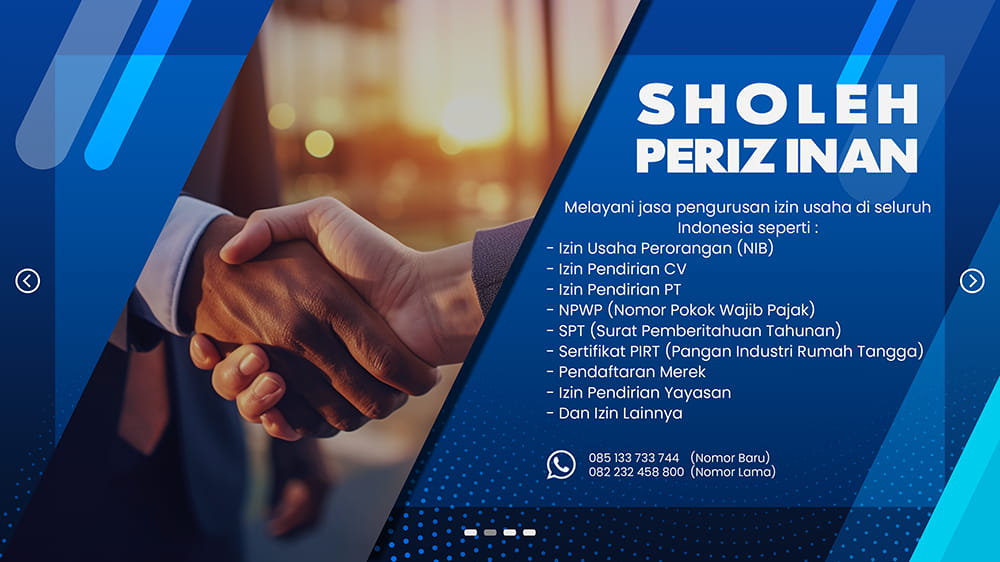 SHOLEH
PERIZINAN
Melayani jasa pengurusan izin usaha di seluruh
Indonesia seperti :
- Izin Usaha Perorangan (NIB)
- Izin Pendirian CV
- Izin Pendirian PT
- NPWP (Nomor Pokok Wajib Pajak)
- SPT (Surat Pemberitahuan Tahunan)
- Sertifikat PIRT (Pangan Industri Rumah Tangga)
- Pendaftaran Merek
- Izin Pendirian Yayasan
- Dan Izin Lainnya
085 133 733 744 (Nomor Baru)
082 232 458 800 (Nomor Lama)